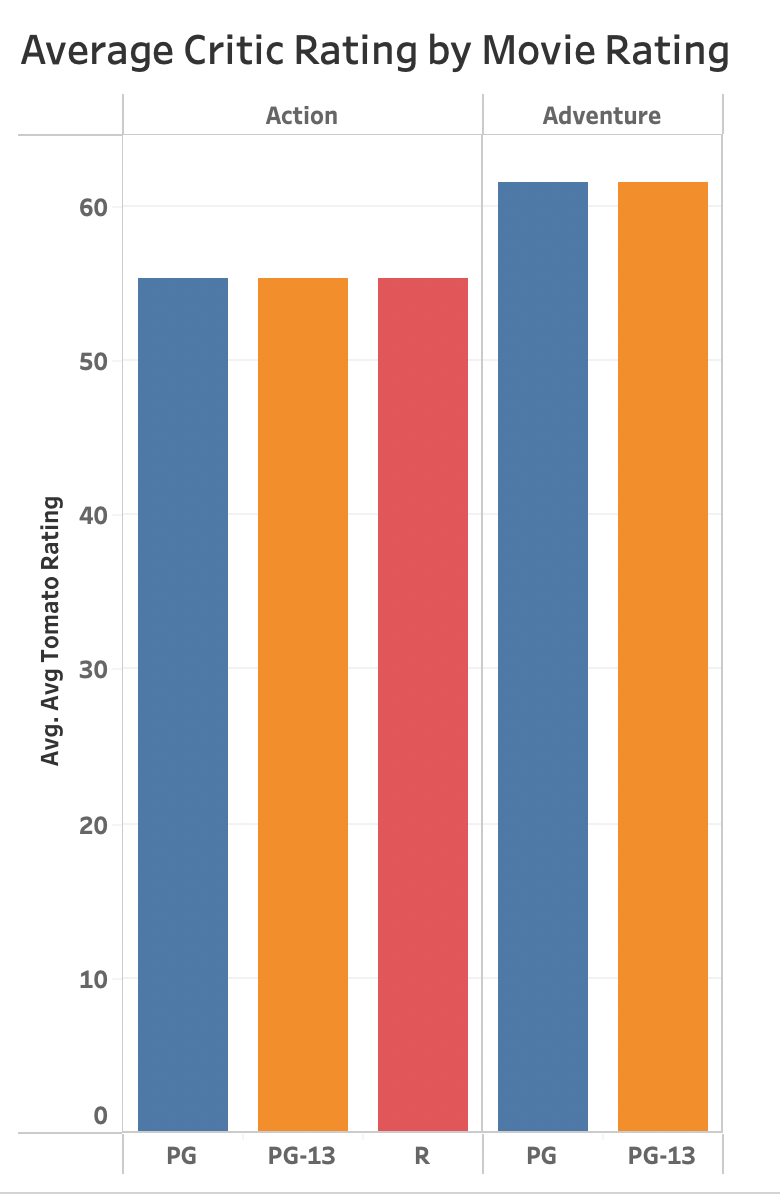 Average Critic Rating by Movie Rating
Action Adventure
60
50
40
30
20
10
0
Avg. Avg Tomato Rating
PG PG-13 R PG PG-13